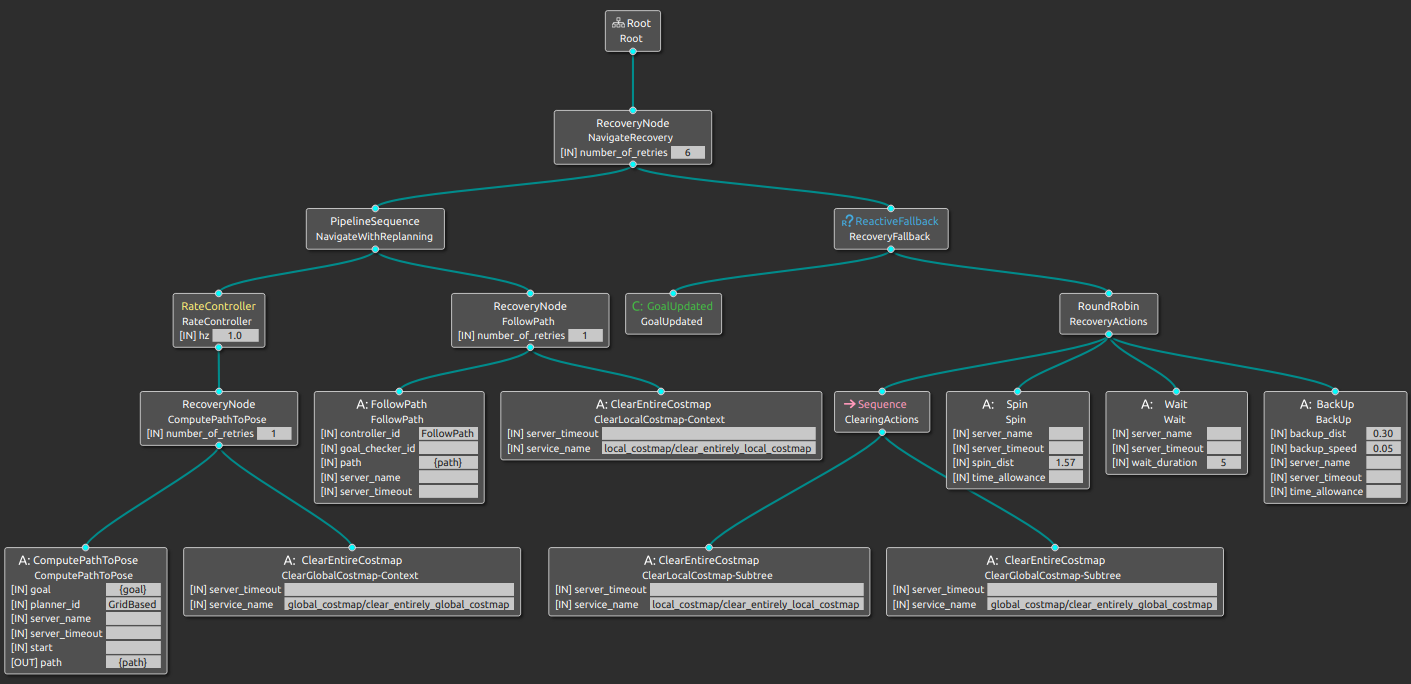 Root
Root
RecoveryNode
NavigateRecovery
[IN] number_of_retries 6
PipelineSequence
NavigateWithReplanning
R? ReactiveFallback
RecoveryFallback
RateController
RateController
[IN] hz 1.0
RecoveryNode
FollowPath
[IN] number_of_retries 1
C: GoalUpdated
GoalUpdated
RoundRobin
RecoveryActions
RecoveryNode
ComputePathToPose
[IN] number_of_retries 1
A: FollowPath
FollowPath
[IN] controller_id FollowPath
[IN] goal_checker_id
[IN] path {path}
[IN] server_name
[IN] server_timeout
A: ClearEntireCostmap
ClearLocalCostmap-Context
[IN] server_timeout
[IN] service_name local_costmap/clear_entirely_local_costmap
Sequence
ClearingActions
A: Spin
Spin
[IN] server_name
[IN] server_timeout
[IN] spin_dist 1.57
[IN] time_allowance
A: Wait
Wait
[IN] server_name
[IN] server_timeout
[IN] wait_duration 5
A: BackUp
BackUp
[IN] backup_dist 0.30
[IN] backup_speed 0.05
[IN] server_name
[IN] server_timeout
[IN] time_allowance
A: ComputePathToPose
ComputePathToPose
[IN] goal {goal}
[IN] planner_id GridBased
[IN] server_name
[IN] server_timeout
[IN] start
[OUT] path {path}
A: ClearEntireCostmap
ClearGlobalCostmap-Context
[IN] server_timeout
[IN] service_name global_costmap/clear_entirely_global_costmap
A: ClearEntireCostmap
ClearLocalCostmap-Subtree
[IN] server_timeout
[IN] service_name local_costmap/clear_entirely_local_costmap
A: ClearEntireCostmap
ClearGlobalCostmap-Subtree
[IN] server_timeout
[IN] service_name global_costmap/clear_entirely_global_costmap